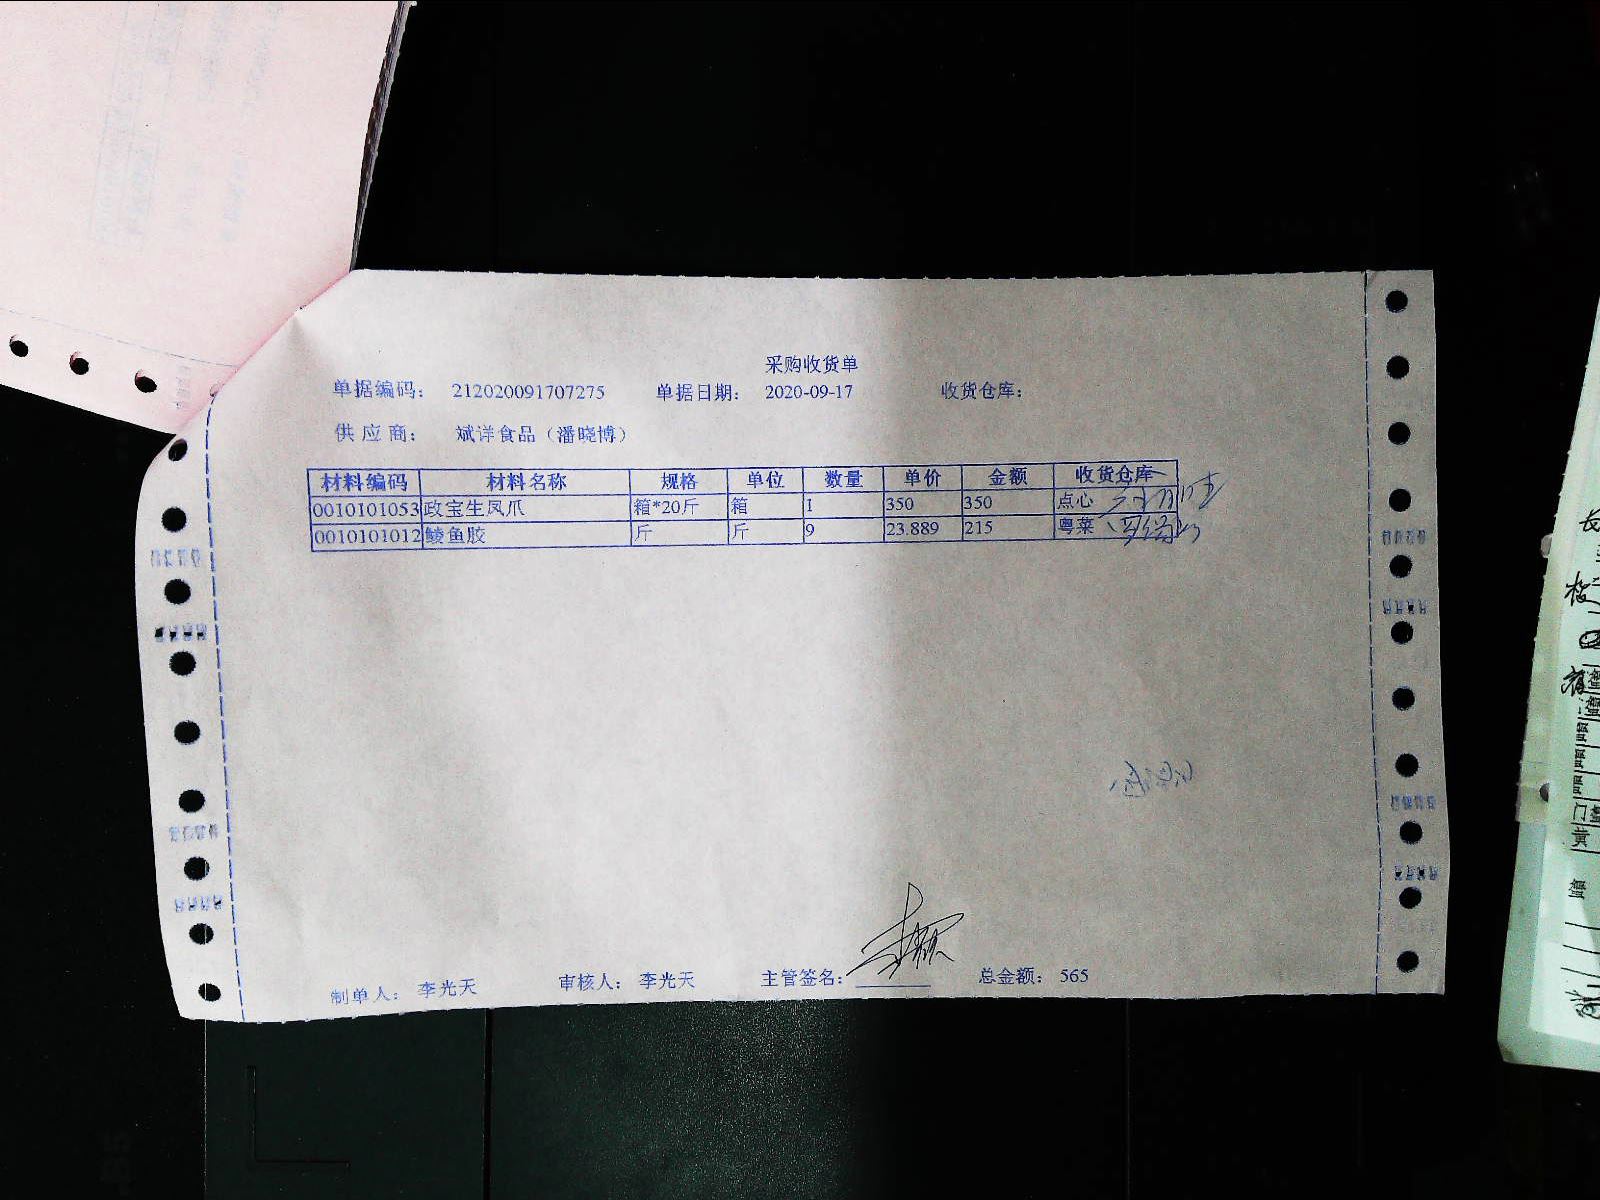 采购收货单
单据编码： 212020091707275 单据日期： 2020-09-17 收货仓库：
供应商： 斌详食品（潘晓博）
材料编码 材料名称 规格 单位 数量 单价 金额 收货仓库
0010101053 政宝生凤爪 箱*20斤 箱 1 350 350 点心
0010101012 鲮鱼胶 斤 斤 9 23.889 215 粤菜
制单人： 李光天 审核人： 李光天 主管签名： 总金额： 565